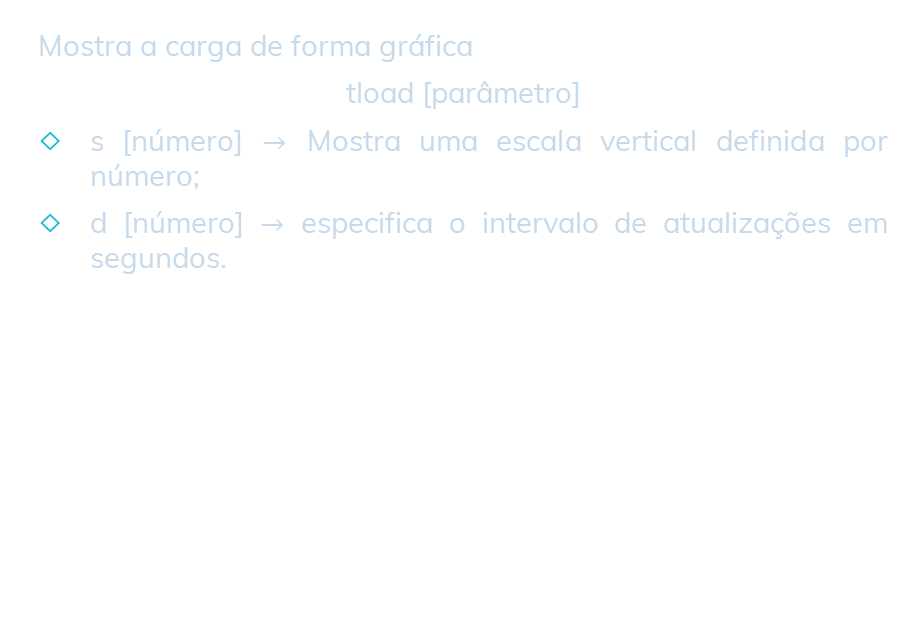 Mostra a carga de forma gráfica
tload [parâmetro]
s [número] → Mostra uma escala vertical definida por
número;
d [número] → especifica o intervalo de atualizações em
segundos.